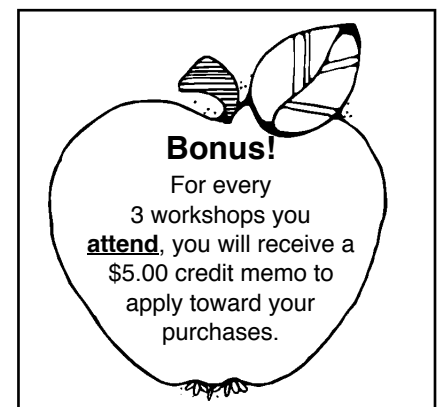 Bonus!
For every
3 workshops you
attend, you will receive a
$5.00 credit memo to
apply toward your
purchases.